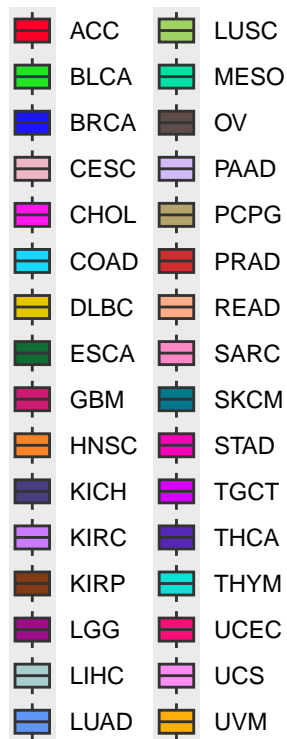 ACC
BLCA
BRCA
CESC
CHOL
COAD
DLBC
ESCA
GBM
HNSC
KICH
KIRC
KIRP
LGG
LIHC
LUAD
LUSC
MESO
OV
PAAD
PCPG
PRAD
READ
SARC
SKCM
STAD
TGCT
THCA
THYM
UCEC
UCS
UVM